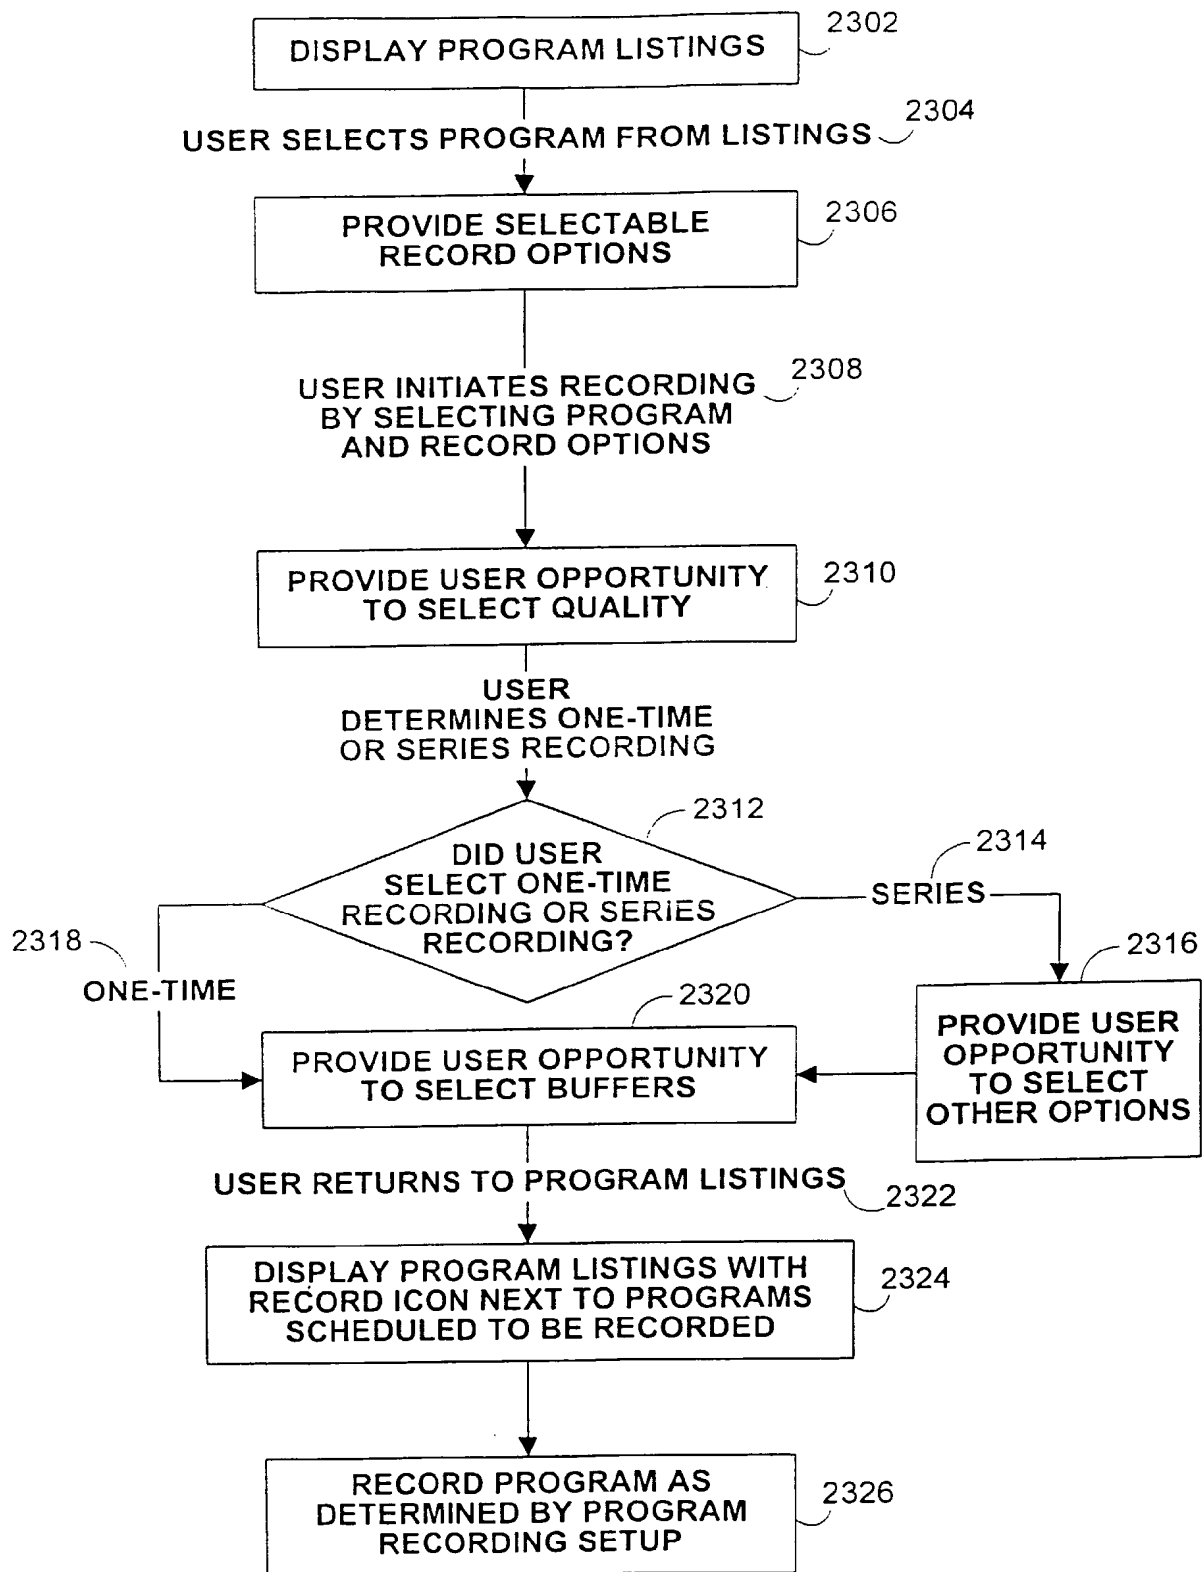 2302
DISPLAY PROGRAM LISTINGS
2304
USER SELECTS PROGRAM FROM LISTINGS
2306
PROVIDE SELECTABLE
RECORD OPTIONS
2308
USER INITIATES RECORDING
BY SELECTING PROGRAM
AND RECORD OPTIONS
2310
PROVIDE USER OPPORTUNITY
TO SELECT QUALITY
USER
DETERMINES ONE-TIME
OR SERIES RECORDING
2312
DID USER
SELECT ONE-TIME
RECORDING OR SERIES
RECORDING?
2314
SERIES
2318
ONE-TIME
2316
PROVIDE USER
OPPORTUNITY
TO SELECT
OTHER OPTIONS
2320
PROVIDE USER OPPORTUNITY
TO SELECT BUFFERS
USER RETURNS TO PROGRAM LISTINGS
2322
DISPLAY PROGRAM LISTINGS WITH
RECORD ICON NEXT TO PROGRAMS
SCHEDULED TO BE RECORDED
2324
RECORD PROGRAM AS
DETERMINED BY PROGRAM
RECORDING SETUP
2326